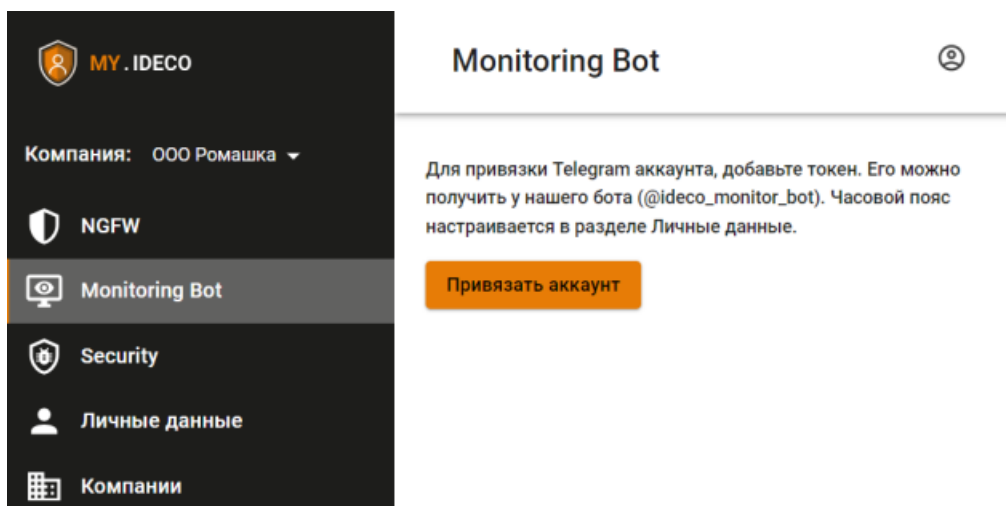 MY.IDECO
Компания: ООО Ромашка
NGFW
Monitoring Bot
Security
Личные данные
Компании
Monitoring Bot
Для привязки Telegram аккаунта, добавьте токен. Его можно
получить у нашего бота (@ideco_monitor_bot). Часовой пояс
настраивается в разделе Личные данные.
Привязать аккаунт